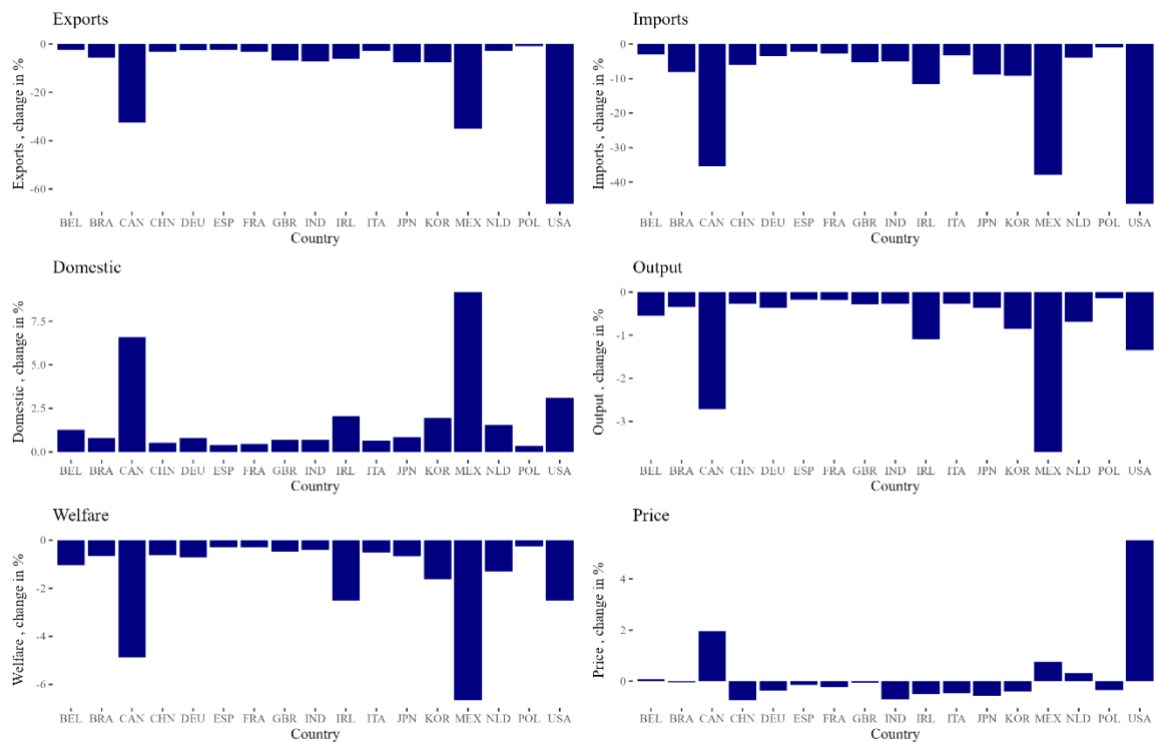 Exports
Exports , change in %
0
-20
-40
-60
BEL BRA CAN CHN DEU ESP FRA GBR IND IRL ITA JPN KOR MEX NLD POL USA
Country
Imports
Imports , change in %
0
-10
-20
-30
-40
BEL BRA CAN CHN DEU ESP FRA GBR IND IRL ITA JPN KOR MEX NLD POL USA
Country
Domestic
Domestic , change in %
7.5
5.0
2.5
0.0
BEL BRA CAN CHN DEU ESP FRA GBR IND IRL ITA JPN KOR MEX NLD POL USA
Country
Output
Output , change in %
0
-1
-2
-3
BEL BRA CAN CHN DEU ESP FRA GBR IND IRL ITA JPN KOR MEX NLD POL USA
Country
Welfare
Welfare , change in %
0
-2
-4
-6
BEL BRA CAN CHN DEU ESP FRA GBR IND IRL ITA JPN KOR MEX NLD POL USA
Country
Price
Price , change in %
4
2
0
BEL BRA CAN CHN DEU ESP FRA GBR IND IRL ITA JPN KOR MEX NLD POL USA
Country